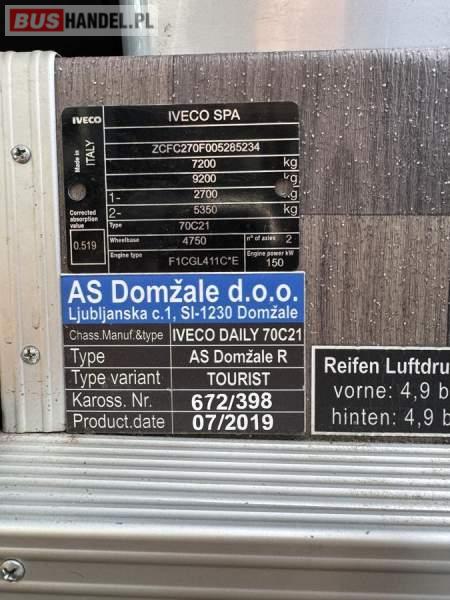 BUSHANDEL.PL
IVECO
IVECO SPA
Made in ITALY
ZCFC270F005285234
7200 kg
9200 kg
1- 2700 kg
2- 5350 kg
Corrected absorption value
0.519
Type 70C21
Wheelbase 4750 n° of axles 2
Engine type F1CGL411C*E Engine power kW 150
AS Domžale d.o.o.
Ljubljanska c.1, SI-1230 Domžale
Chass.Manuf.&type IVECO DAILY 70C21
Type AS Domžale R
Type variant TOURIST
Kaross. Nr. 672/398
Product.date 07/2019
Reifen Luftdru
vorne: 4,9 b
hinten: 4,9 b